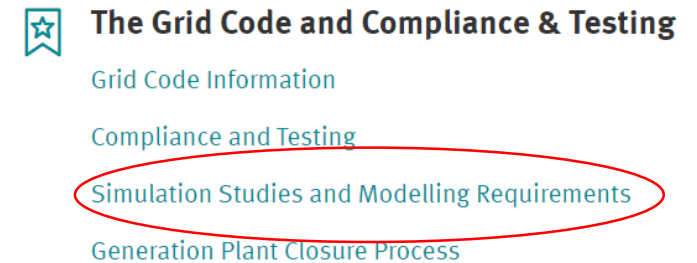 The Grid Code and Compliance & Testing
Grid Code Information
Compliance and Testing
Simulation Studies and Modelling Requirements
Generation Plant Closure Process